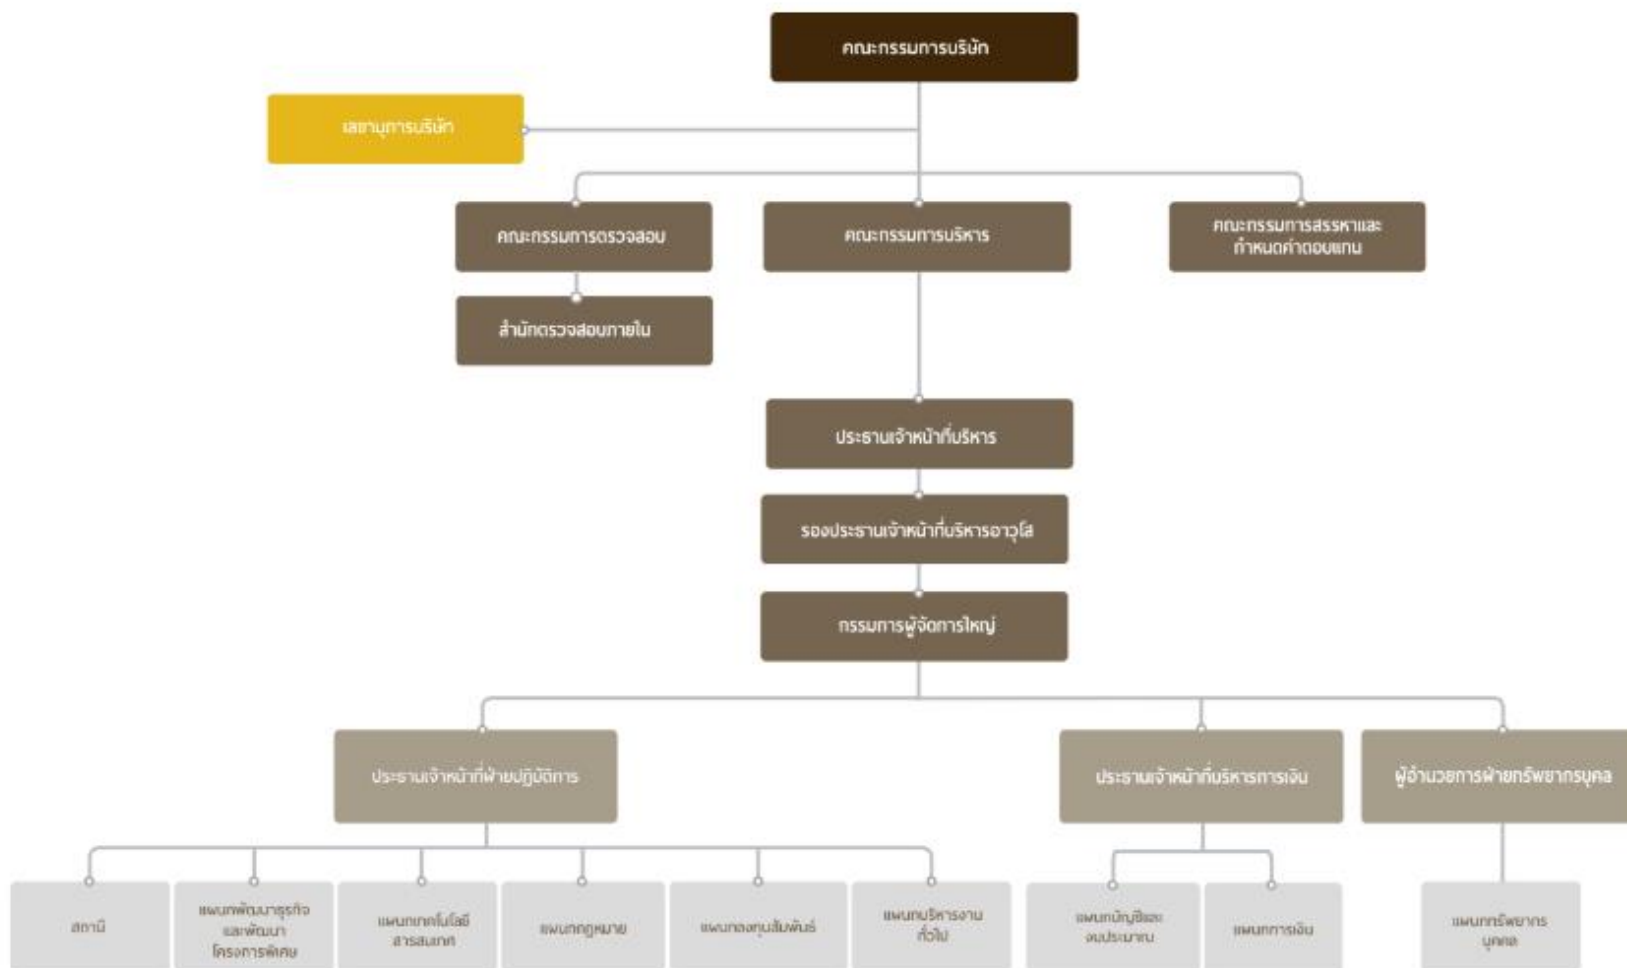 คณะกรรมการบริษัท
เลขานุการบริษัท
คณะกรรมการตรวจสอบ
คณะกรรมการบริหาร
คณะกรรมการสรรหาและ
กำหนดค่าตอบแทน
สำนักตรวจสอบภายใน
ประธานเจ้าหน้าที่บริหาร
รองประธานเจ้าหน้าที่บริหารอาวุโส
กรรมการผู้จัดการใหญ่
ประธานเจ้าหน้าที่ฝ่ายปฏิบัติการ
ประธานเจ้าหน้าที่บริหารการเงิน
ผู้อำนวยการฝ่ายทรัพยากรบุคคล
สถานี
แผนกพัฒนาธุรกิจ
และพัฒนา
โครงการพิเศษ
แผนกเทคโนโลยี
สารสนเทศ
แผนกกฎหมาย
แผนกลงทุนสัมพันธ์
แผนกบริหารงาน
ทั่วไป
แผนกบัญชีและ
งบประมาณ
แผนกการเงิน
แผนกทรัพยากร
บุคคล